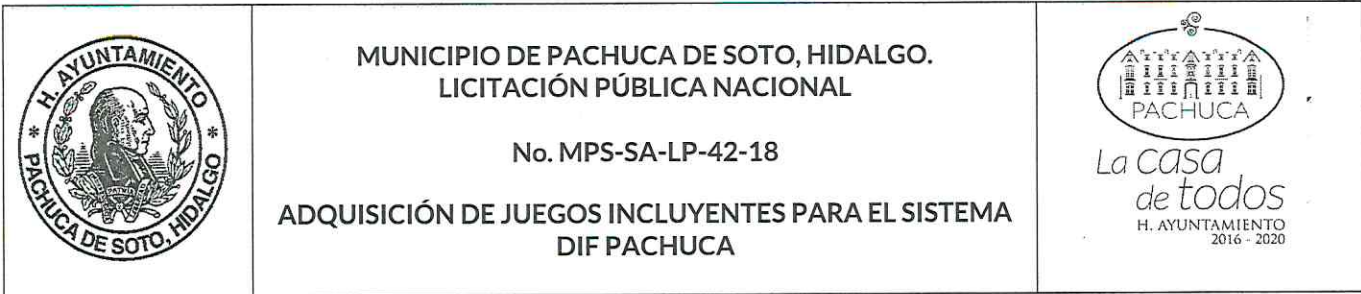 H. AYUNTAMIENTO
* PACHUCA DE SOTO, HIDALGO *
PATRIA
MUNICIPIO DE PACHUCA DE SOTO, HIDALGO.
LICITACIÓN PÚBLICA NACIONAL
No. MPS-SA-LP-42-18
ADQUISICIÓN DE JUEGOS INCLUYENTES PARA EL SISTEMA
DIF PACHUCA
PACHUCA
La casa
de todos
H. AYUNTAMIENTO
2016 - 2020